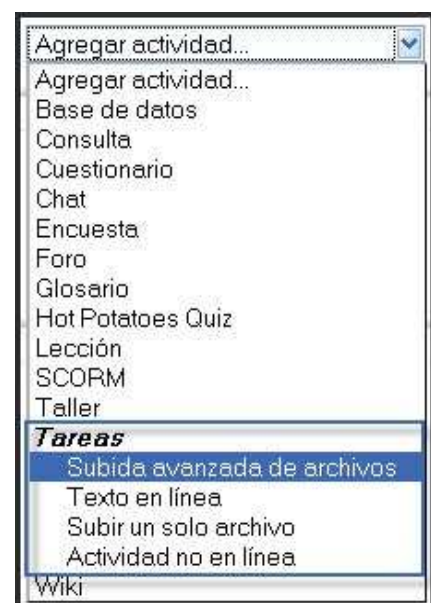 Agregar actividad...
Agregar actividad...
Base de datos
Consulta
Cuestionario
Chat
Encuesta
Foro
Glosario
Hot Potatoes Quiz
Lección
SCORM
Taller
Tareas
Subida avanzada de archivos
Texto en línea
Subir un solo archivo
Actividad no en línea
Wiki